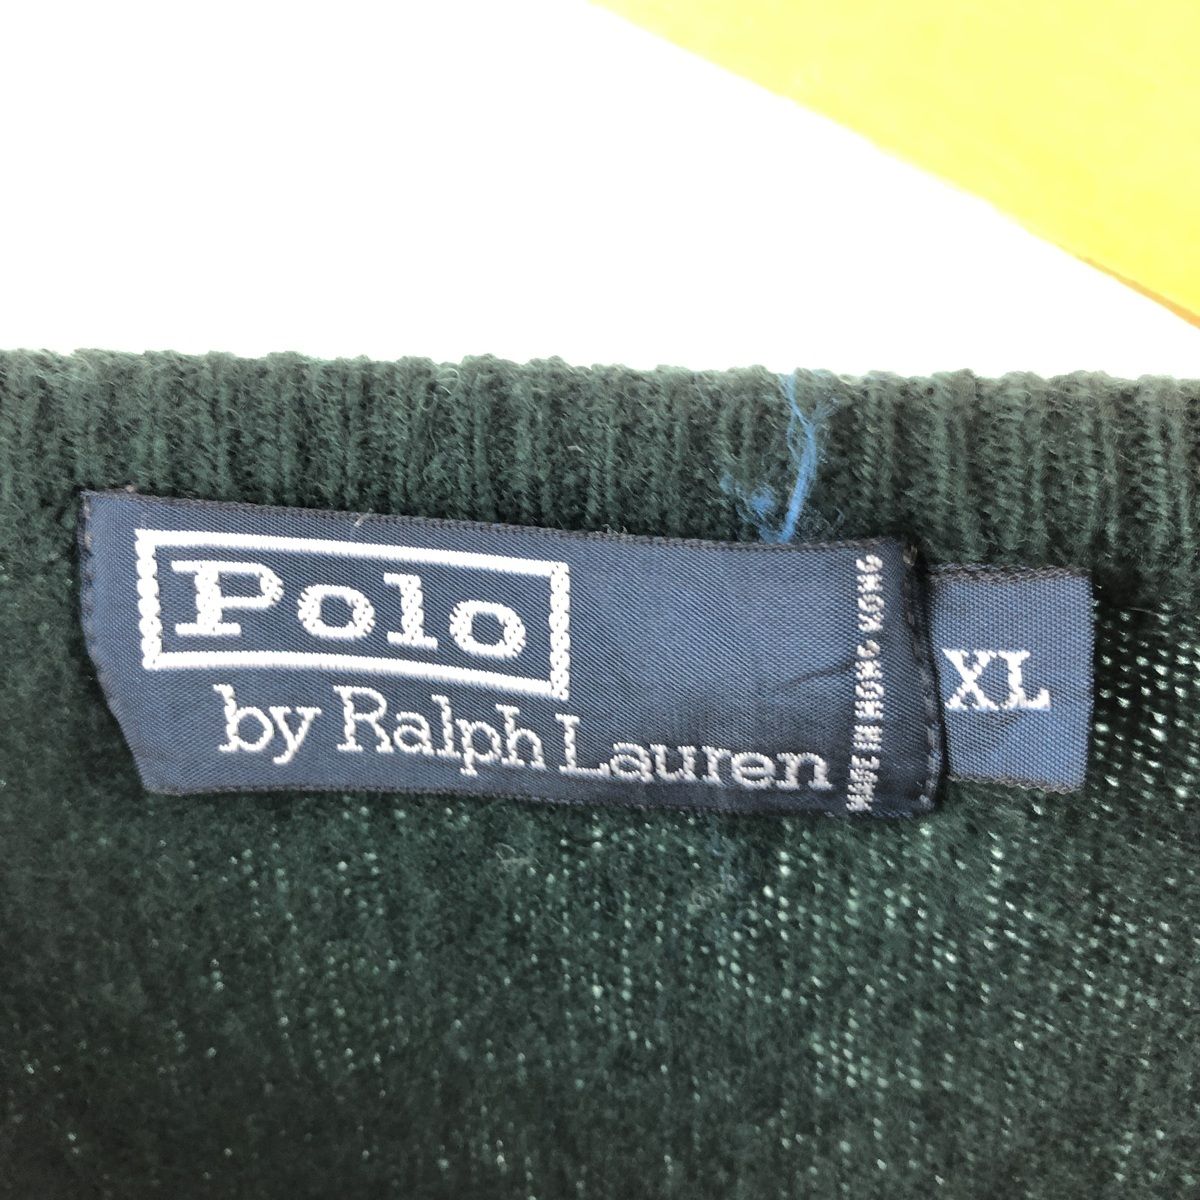 Polo
by Ralph Lauren
MADE IN HONG KONG
XL